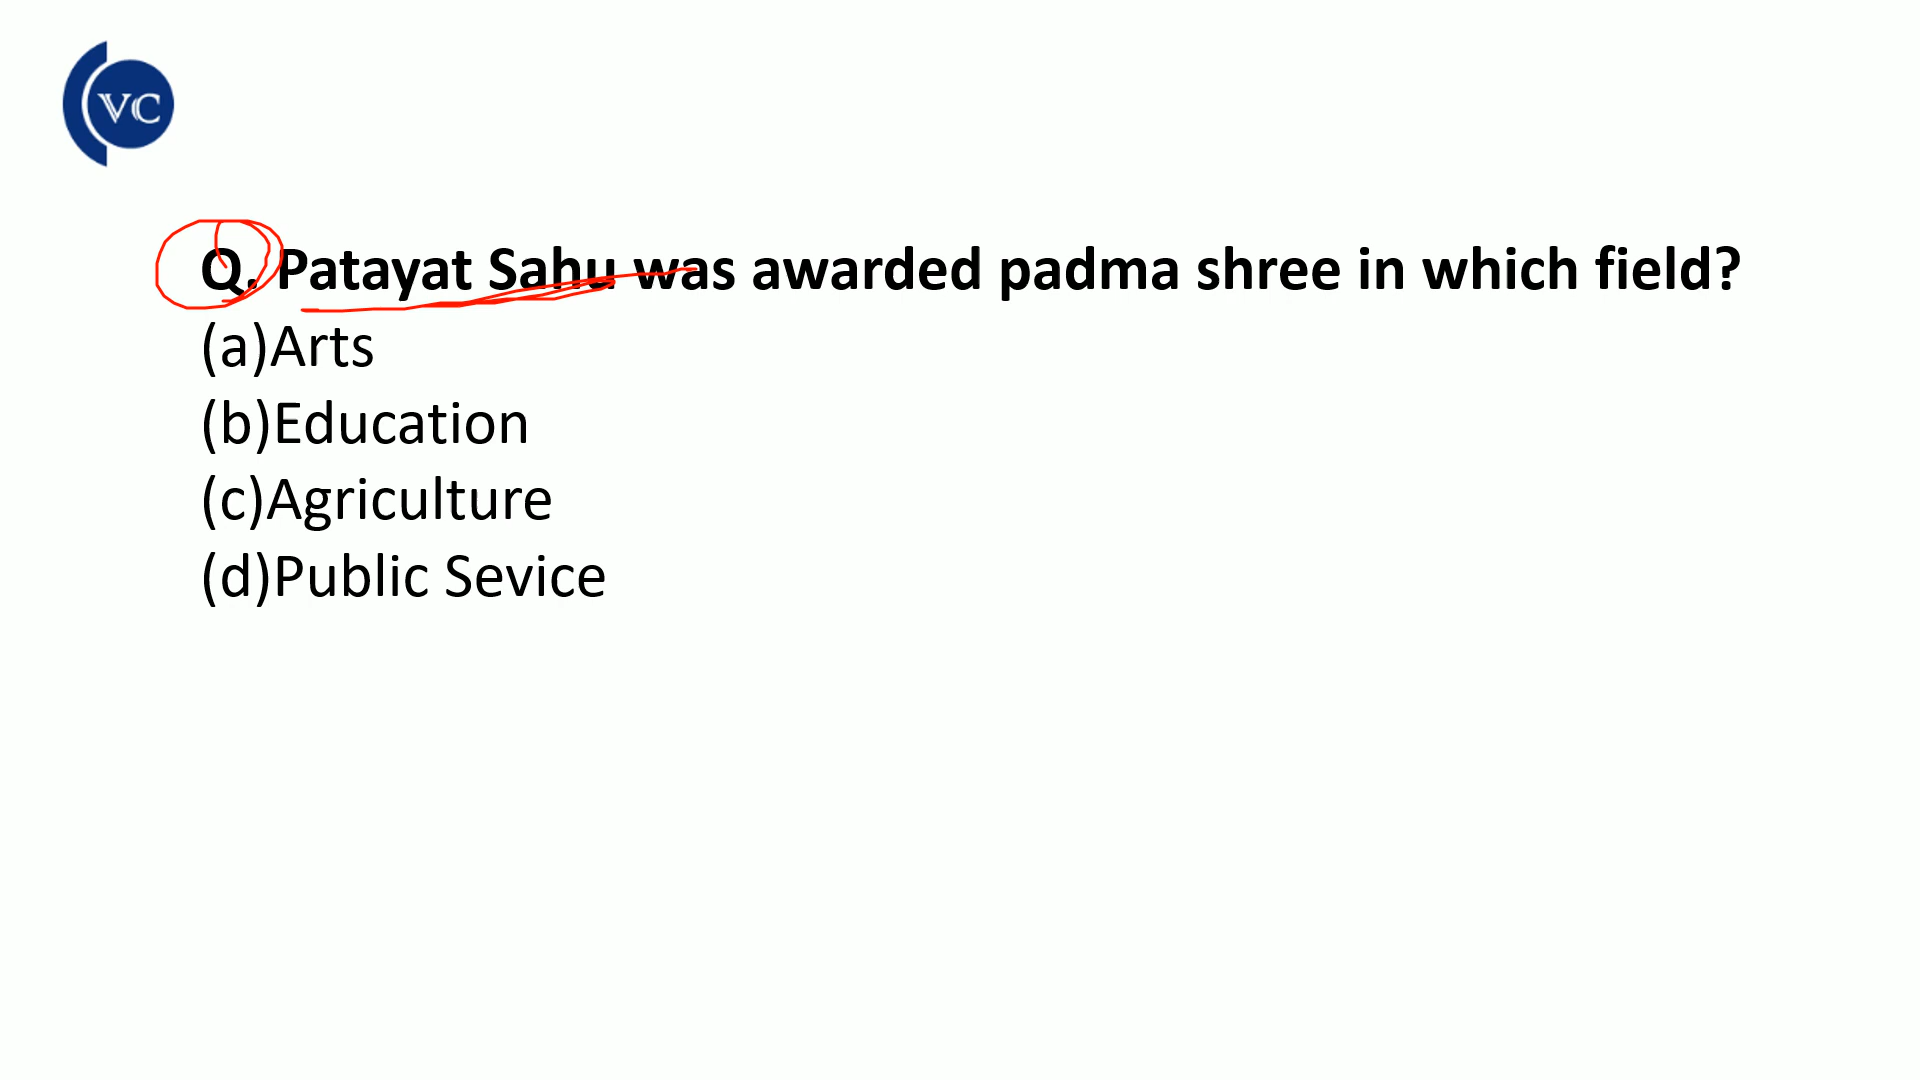 VC
Q. Patayat Sahu was awarded padma shree in which field?
(a)Arts
(b)Education
(c)Agriculture
(d)Public Sevice